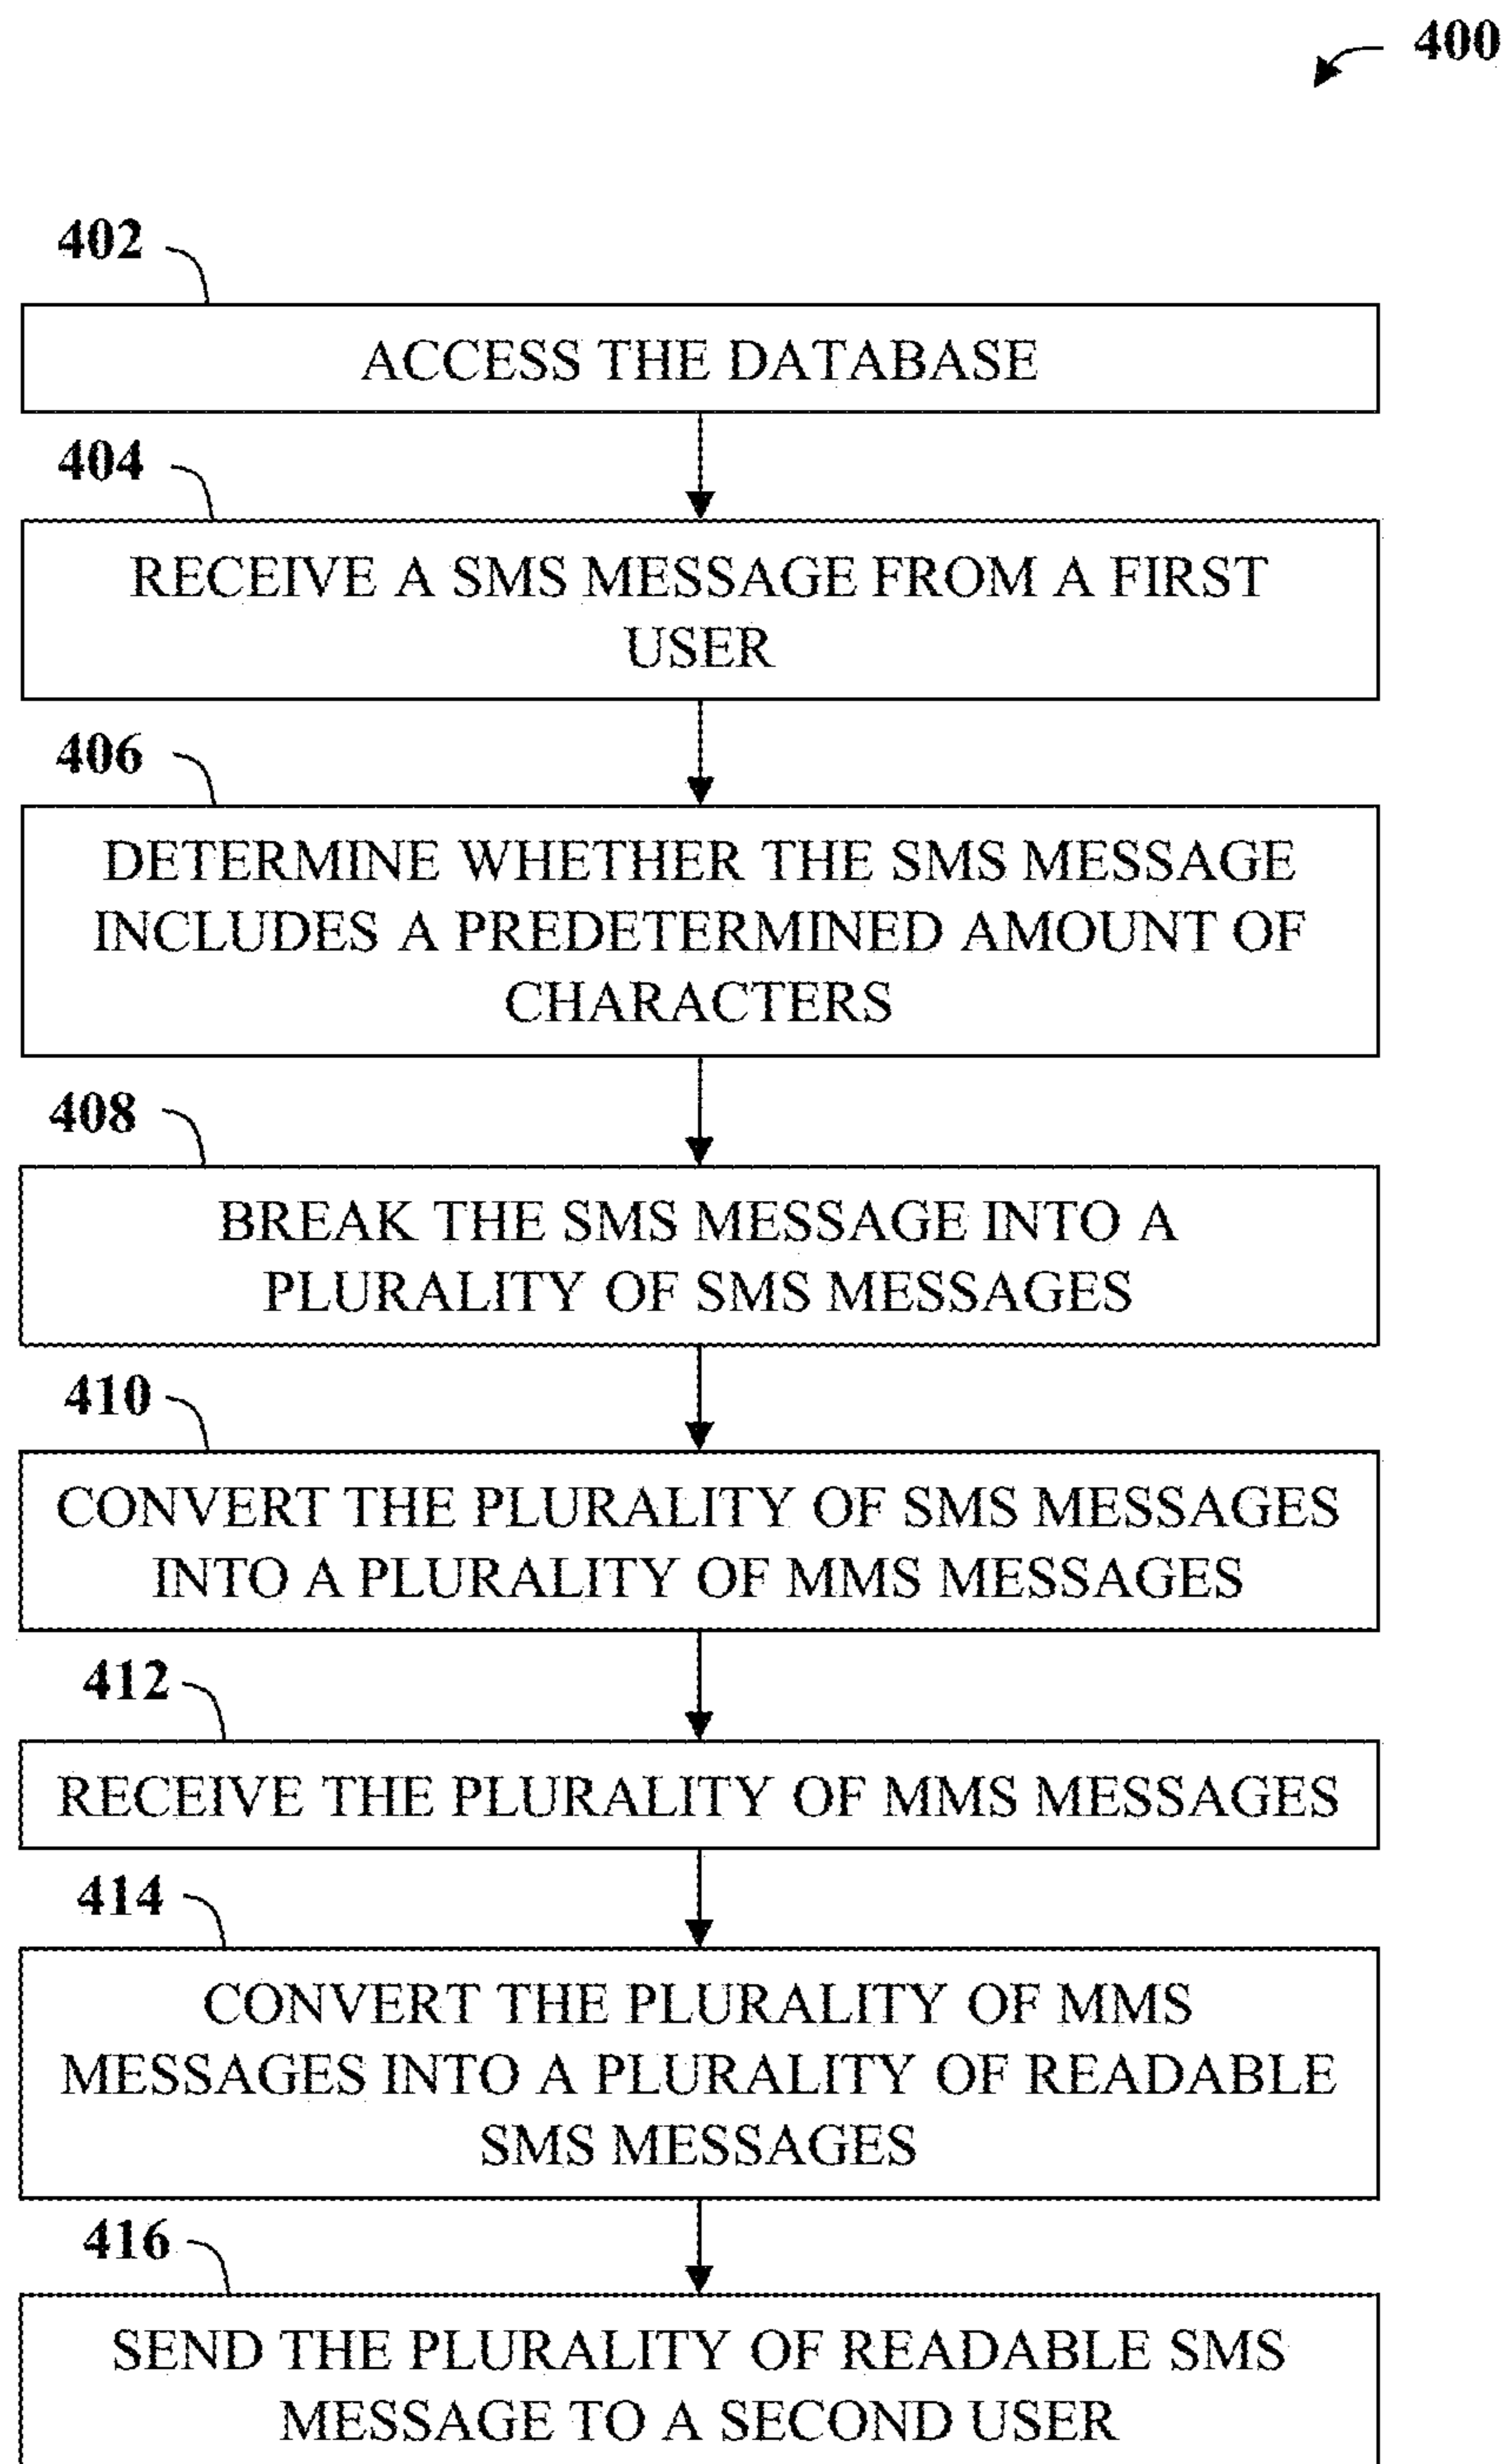 400
402
ACCESS THE DATABASE
404
RECEIVE A SMS MESSAGE FROM A FIRST
USER
406
DETERMINE WHETHER THE SMS MESSAGE
INCLUDES A PREDETERMINED AMOUNT OF
CHARACTERS
408
BREAK THE SMS MESSAGE INTO A
PLURALITY OF SMS MESSAGES
410
CONVERT THE PLURALITY OF SMS MESSAGES
INTO A PLURALITY OF MMS MESSAGES
412
RECEIVE THE PLURALITY OF MMS MESSAGES
414
CONVERT THE PLURALITY OF MMS
MESSAGES INTO A PLURALITY OF READABLE
SMS MESSAGES
416
SEND THE PLURALITY OF READABLE SMS
MESSAGE TO A SECOND USER